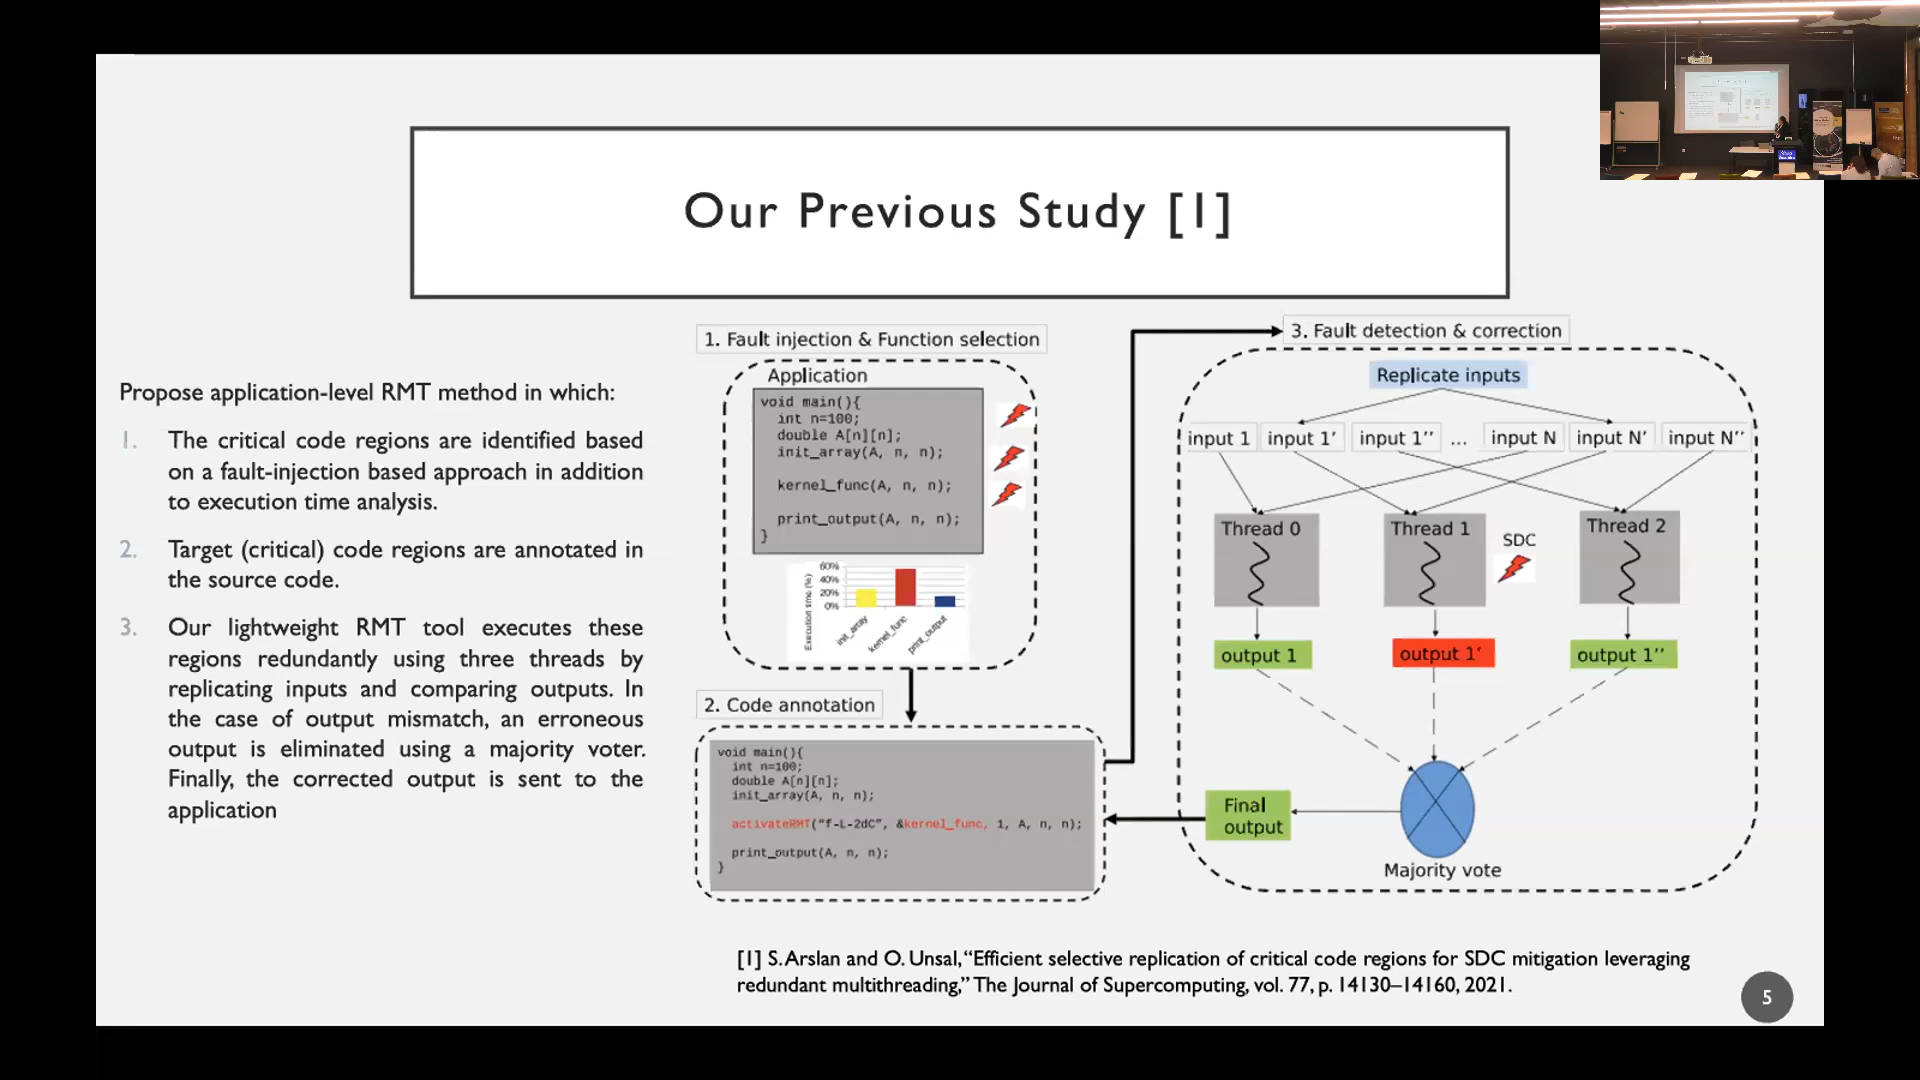 Our Previous Study [1]
Propose application-level RMT method in which:
1. The critical code regions are identified based
on a fault-injection based approach in addition
to execution time analysis.
2. Target (critical) code regions are annotated in
the source code.
3. Our lightweight RMT tool executes these
regions redundantly using three threads by
replicating inputs and comparing outputs. In
the case of output mismatch, an erroneous
output is eliminated using a majority voter.
Finally, the corrected output is sent to the
application
1. Fault injection & Function selection
Application
void main(){
int n=100;
double A[n][n];
init_array(A, n, n);
kernel_func(A, n, n);
print_output(A, n, n);
}
Execution time (%)
60%
40%
20%
0%
init_array
kernel_func
print_output
2. Code annotation
void main(){
int n=100;
double A[n][n];
init_array(A, n, n);
activateRMT("f-L-2dC", &kernel_func, 1, A, n, n);
print_output(A, n, n);
}
3. Fault detection & correction
Replicate inputs
input 1 input 1' input 1'' ... input N input N' input N''
Thread 0 Thread 1 SDC Thread 2
output 1 output 1' output 1''
Final
output
Majority vote
[1] S. Arslan and O. Unsal, "Efficient selective replication of critical code regions for SDC mitigation leveraging
redundant multithreading," The Journal of Supercomputing, vol. 77, p. 14130–14160, 2021.
5